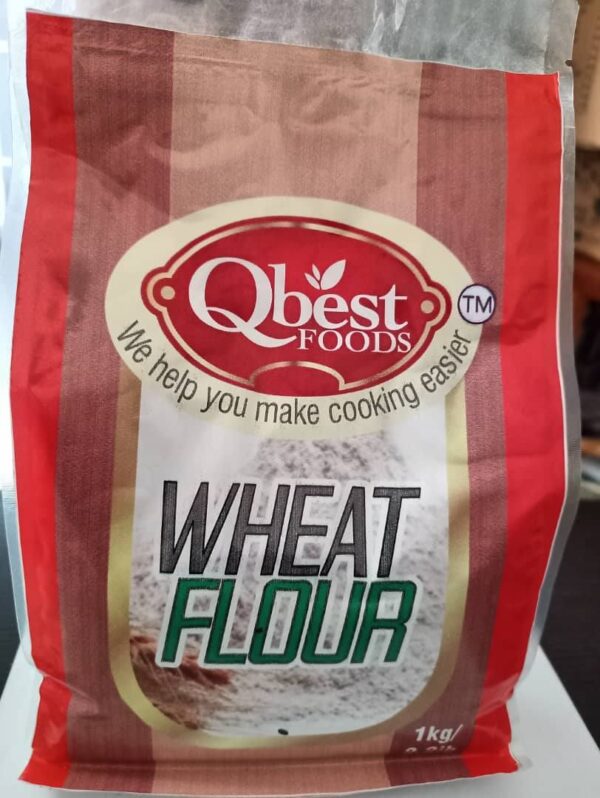 Qbest
FOODS
TM
We help you make cooking easier
WHEAT
FLOUR
1kg/